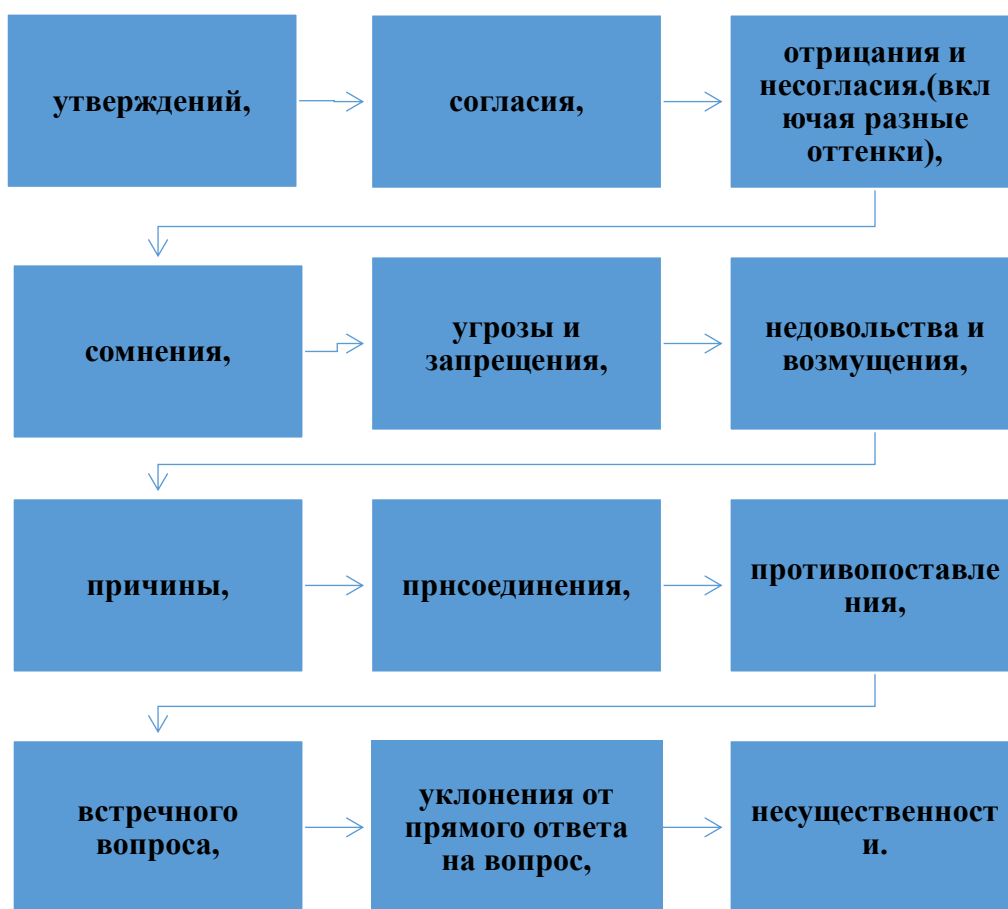 утверждений,
согласия,
отрицания и
несогласия.(вкл
ючая разные
оттенки),
сомнения,
угрозы и
запрещения,
недовольства и
возмущения,
причины,
прнсоединения,
противопоставле
ния,
встречного
вопроса,
уклонения от
прямого ответа
на вопрос,
несущественност
и.